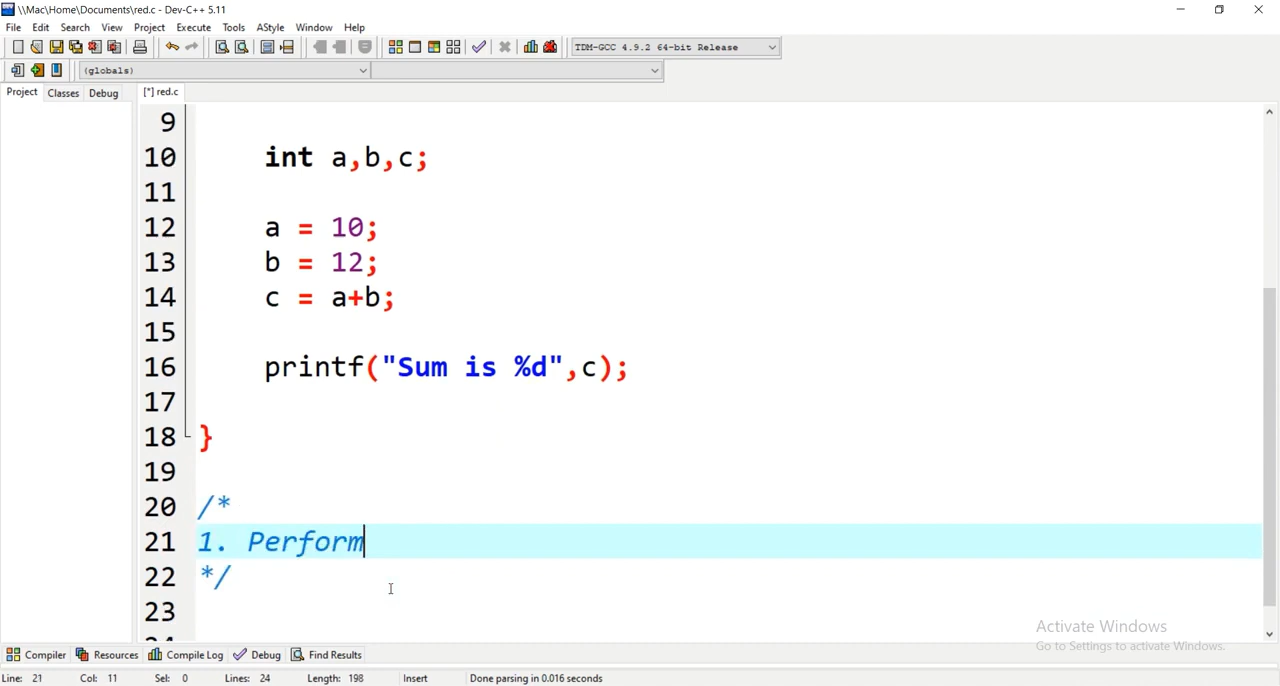 \\Mac\Home\Documents\red.c - Dev-C++ 5.11
File Edit Search View Project Execute Tools AStyle Window Help
TDM-GCC 4.9.2 64-bit Release
(globals)
Project Classes Debug [*] red.c
9
10 int a,b,c;
11
12 a = 10;
13 b = 12;
14 c = a+b;
15
16 printf("Sum is %d",c);
17
18 }
19
20 /*
21 1. Perform
22 */
23
Activate Windows
Go to Settings to activate Windows.
Compiler Resources Compile Log Debug Find Results
Line: 21 Col: 11 Sel: 0 Lines: 24 Length: 198 Insert Done parsing in 0.016 seconds